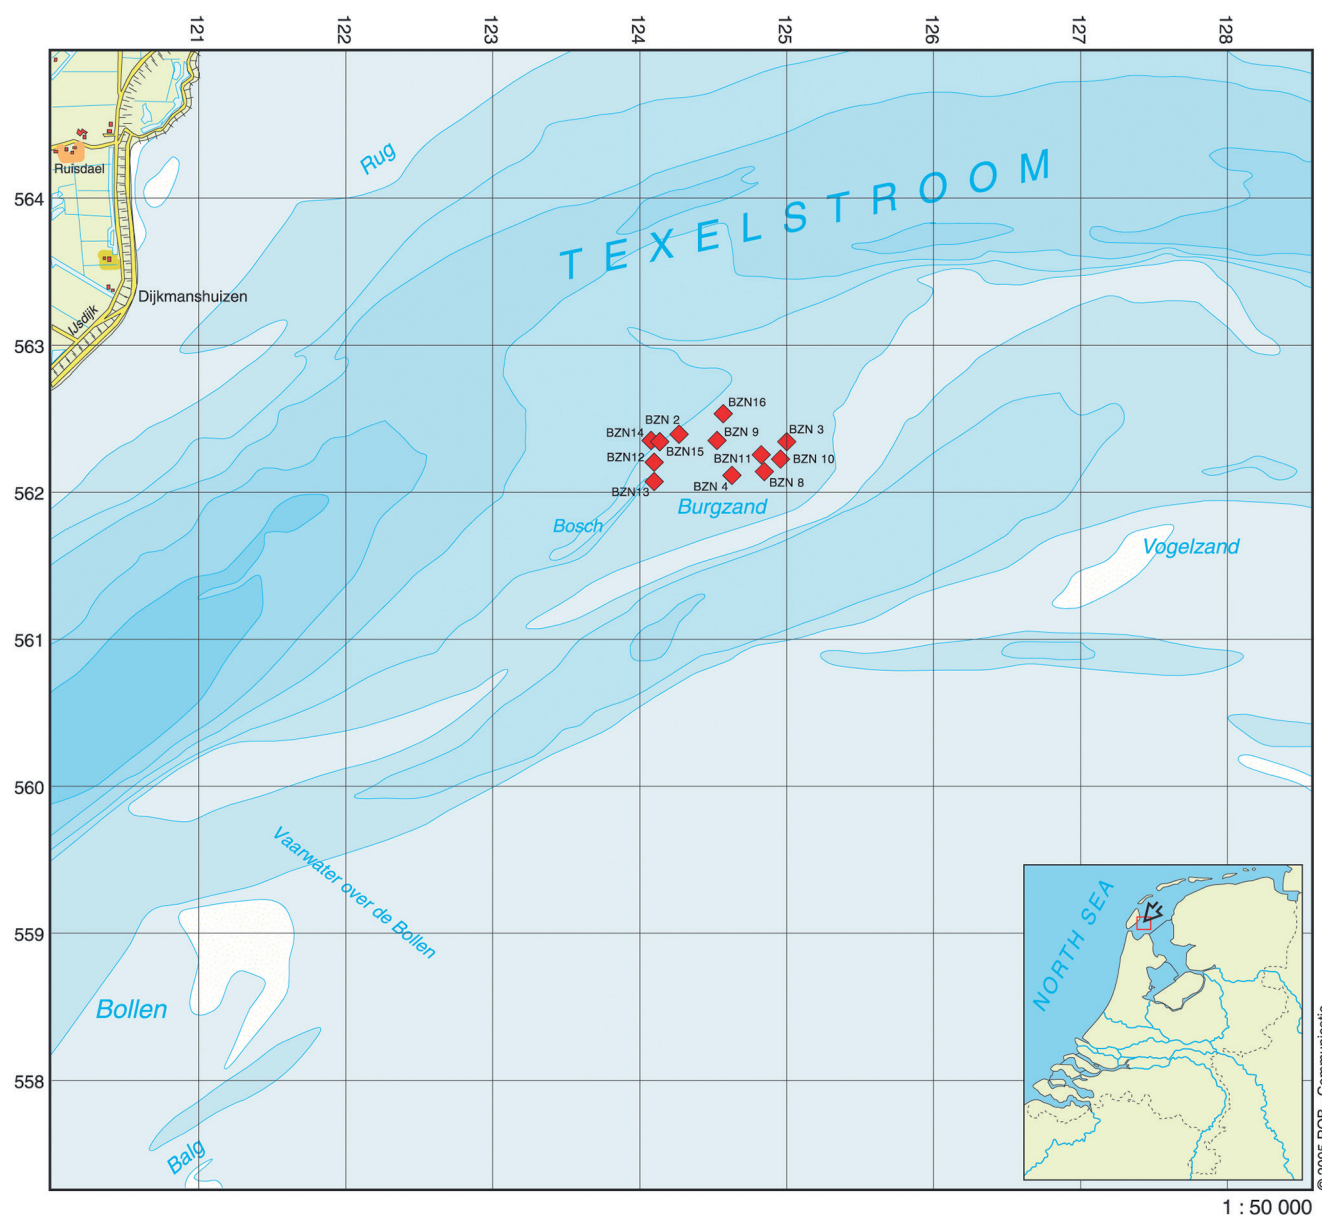 121 122 123 124 125 126 127 128
Rug
Ruisdael
TEXELSTROOM
564
Dijkmanshuizen
IJsdijk
563
BZN16
BZN 2
BZN14
BZN 9
BZN 3
BZN15
BZN12
BZN11
BZN 10
BZN 8
BZN 4
BZN13
562
Burgzand
Bosch
Vogelzand
561
560
Vaarwater over de Bollen
559
NORTH SEA
Bollen
558
Balg
1 : 50 000